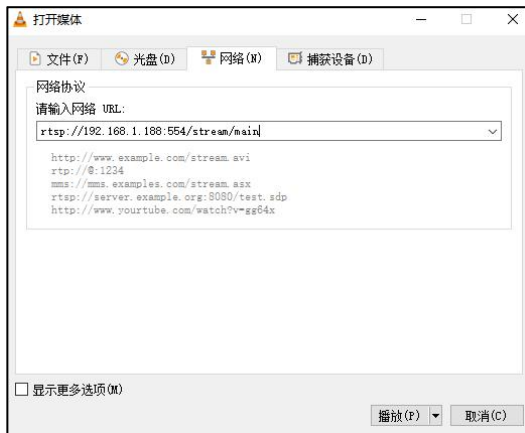 打开媒体
文件(F) 光盘(D) 网络(N) 捕获设备(D)
网络协议
请输入网络 URL:
rtsp://192.168.1.188:554/stream/main
http://www.example.com/stream.avi
rtp://@:1234
mms://mms.examples.com/stream.asx
rtsp://server.example.org:8080/test.sdp
http://www.yourtube.com/watch?v=gg64x
显示更多选项(M)
播放(P) 取消(C)